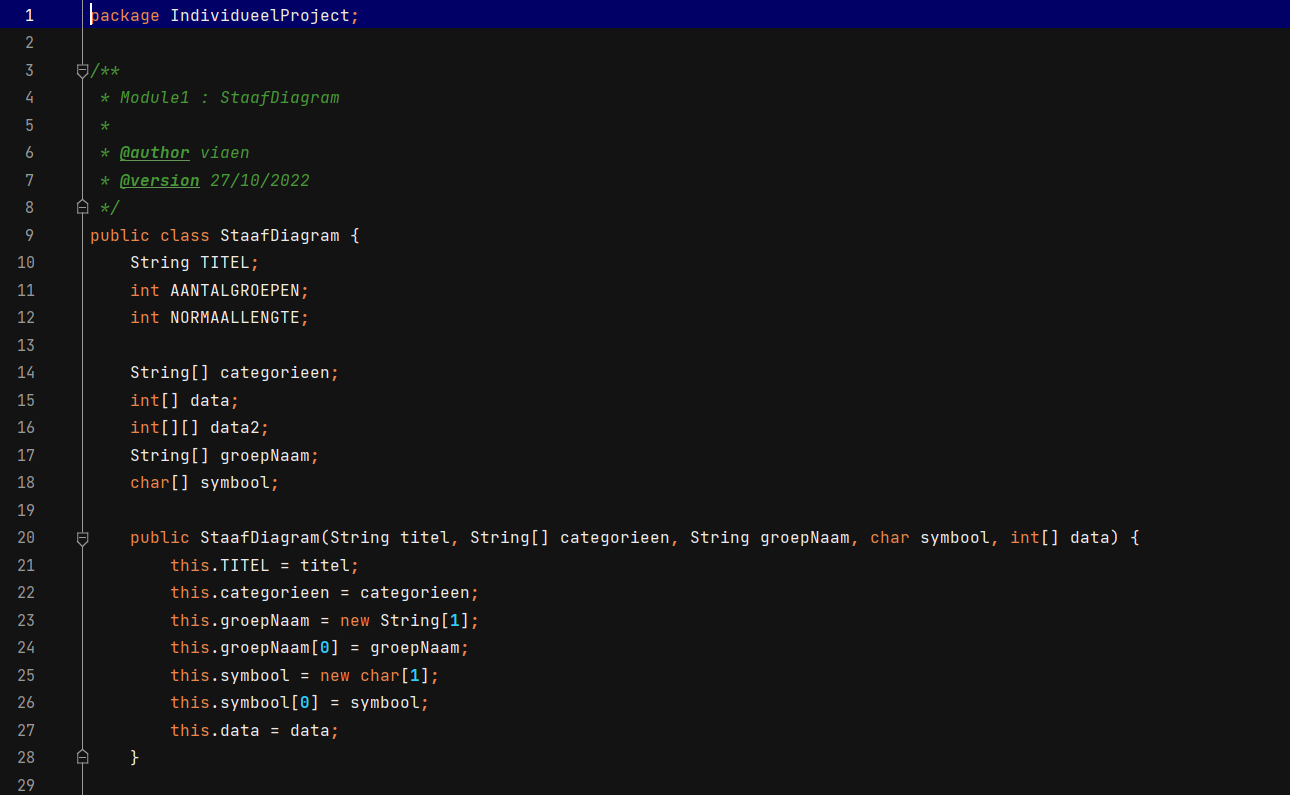 1 package IndividueelProject;
2
3 /**
4  * Module1 : StaafDiagram
5  *
6  * @author viaen
7  * @version 27/10/2022
8  */
9 public class StaafDiagram {
10     String TITEL;
11     int AANTALGROEPEN;
12     int NORMAALLENGTE;
13
14     String[] categorieen;
15     int[] data;
16     int[][] data2;
17     String[] groepNaam;
18     char[] symbool;
19
20     public StaafDiagram(String titel, String[] categorieen, String groepNaam, char symbool, int[] data) {
21         this.TITEL = titel;
22         this.categorieen = categorieen;
23         this.groepNaam = new String[1];
24         this.groepNaam[0] = groepNaam;
25         this.symbool = new char[1];
26         this.symbool[0] = symbool;
27         this.data = data;
28     }
29